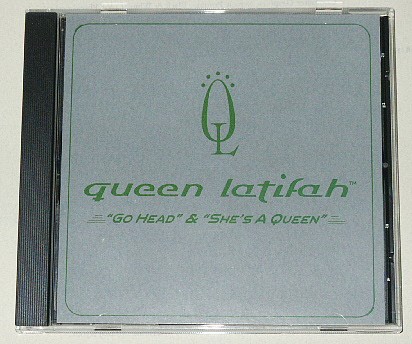 QL
queen latifah™
"GO HEAD" & "SHE'S A QUEEN"